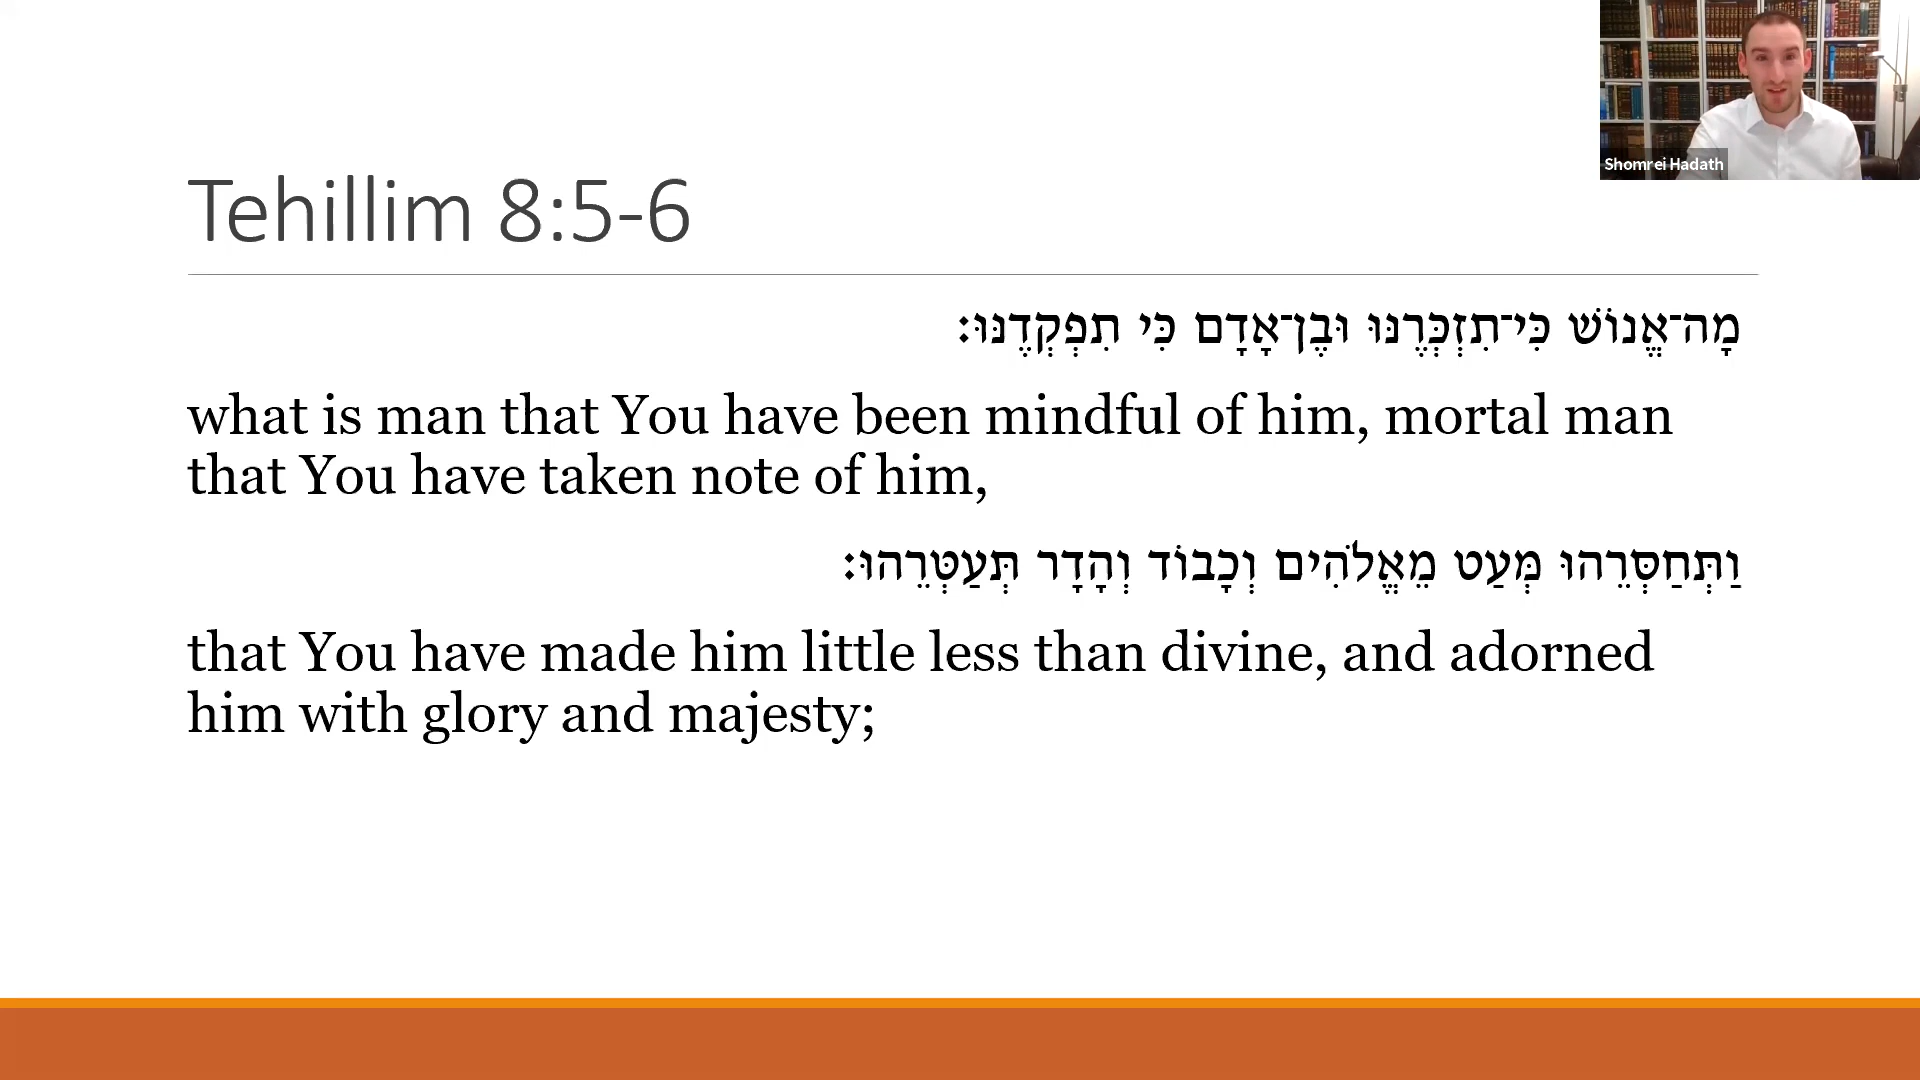 Shomrei Hadath
Tehillim 8:5-6
מָה־אֱנוֹשׁ כִּי־תִזְכְּרֶנּוּ וּבֶן־אָדָם כִּי תִפְקְדֶנּוּ׃
what is man that You have been mindful of him, mortal man
that You have taken note of him,
וַתְּחַסְּרֵהוּ מְּעַט מֵאֱלֹהִים וְכָבוֹד וְהָדָר תְּעַטְּרֵהוּ׃
that You have made him little less than divine, and adorned
him with glory and majesty;